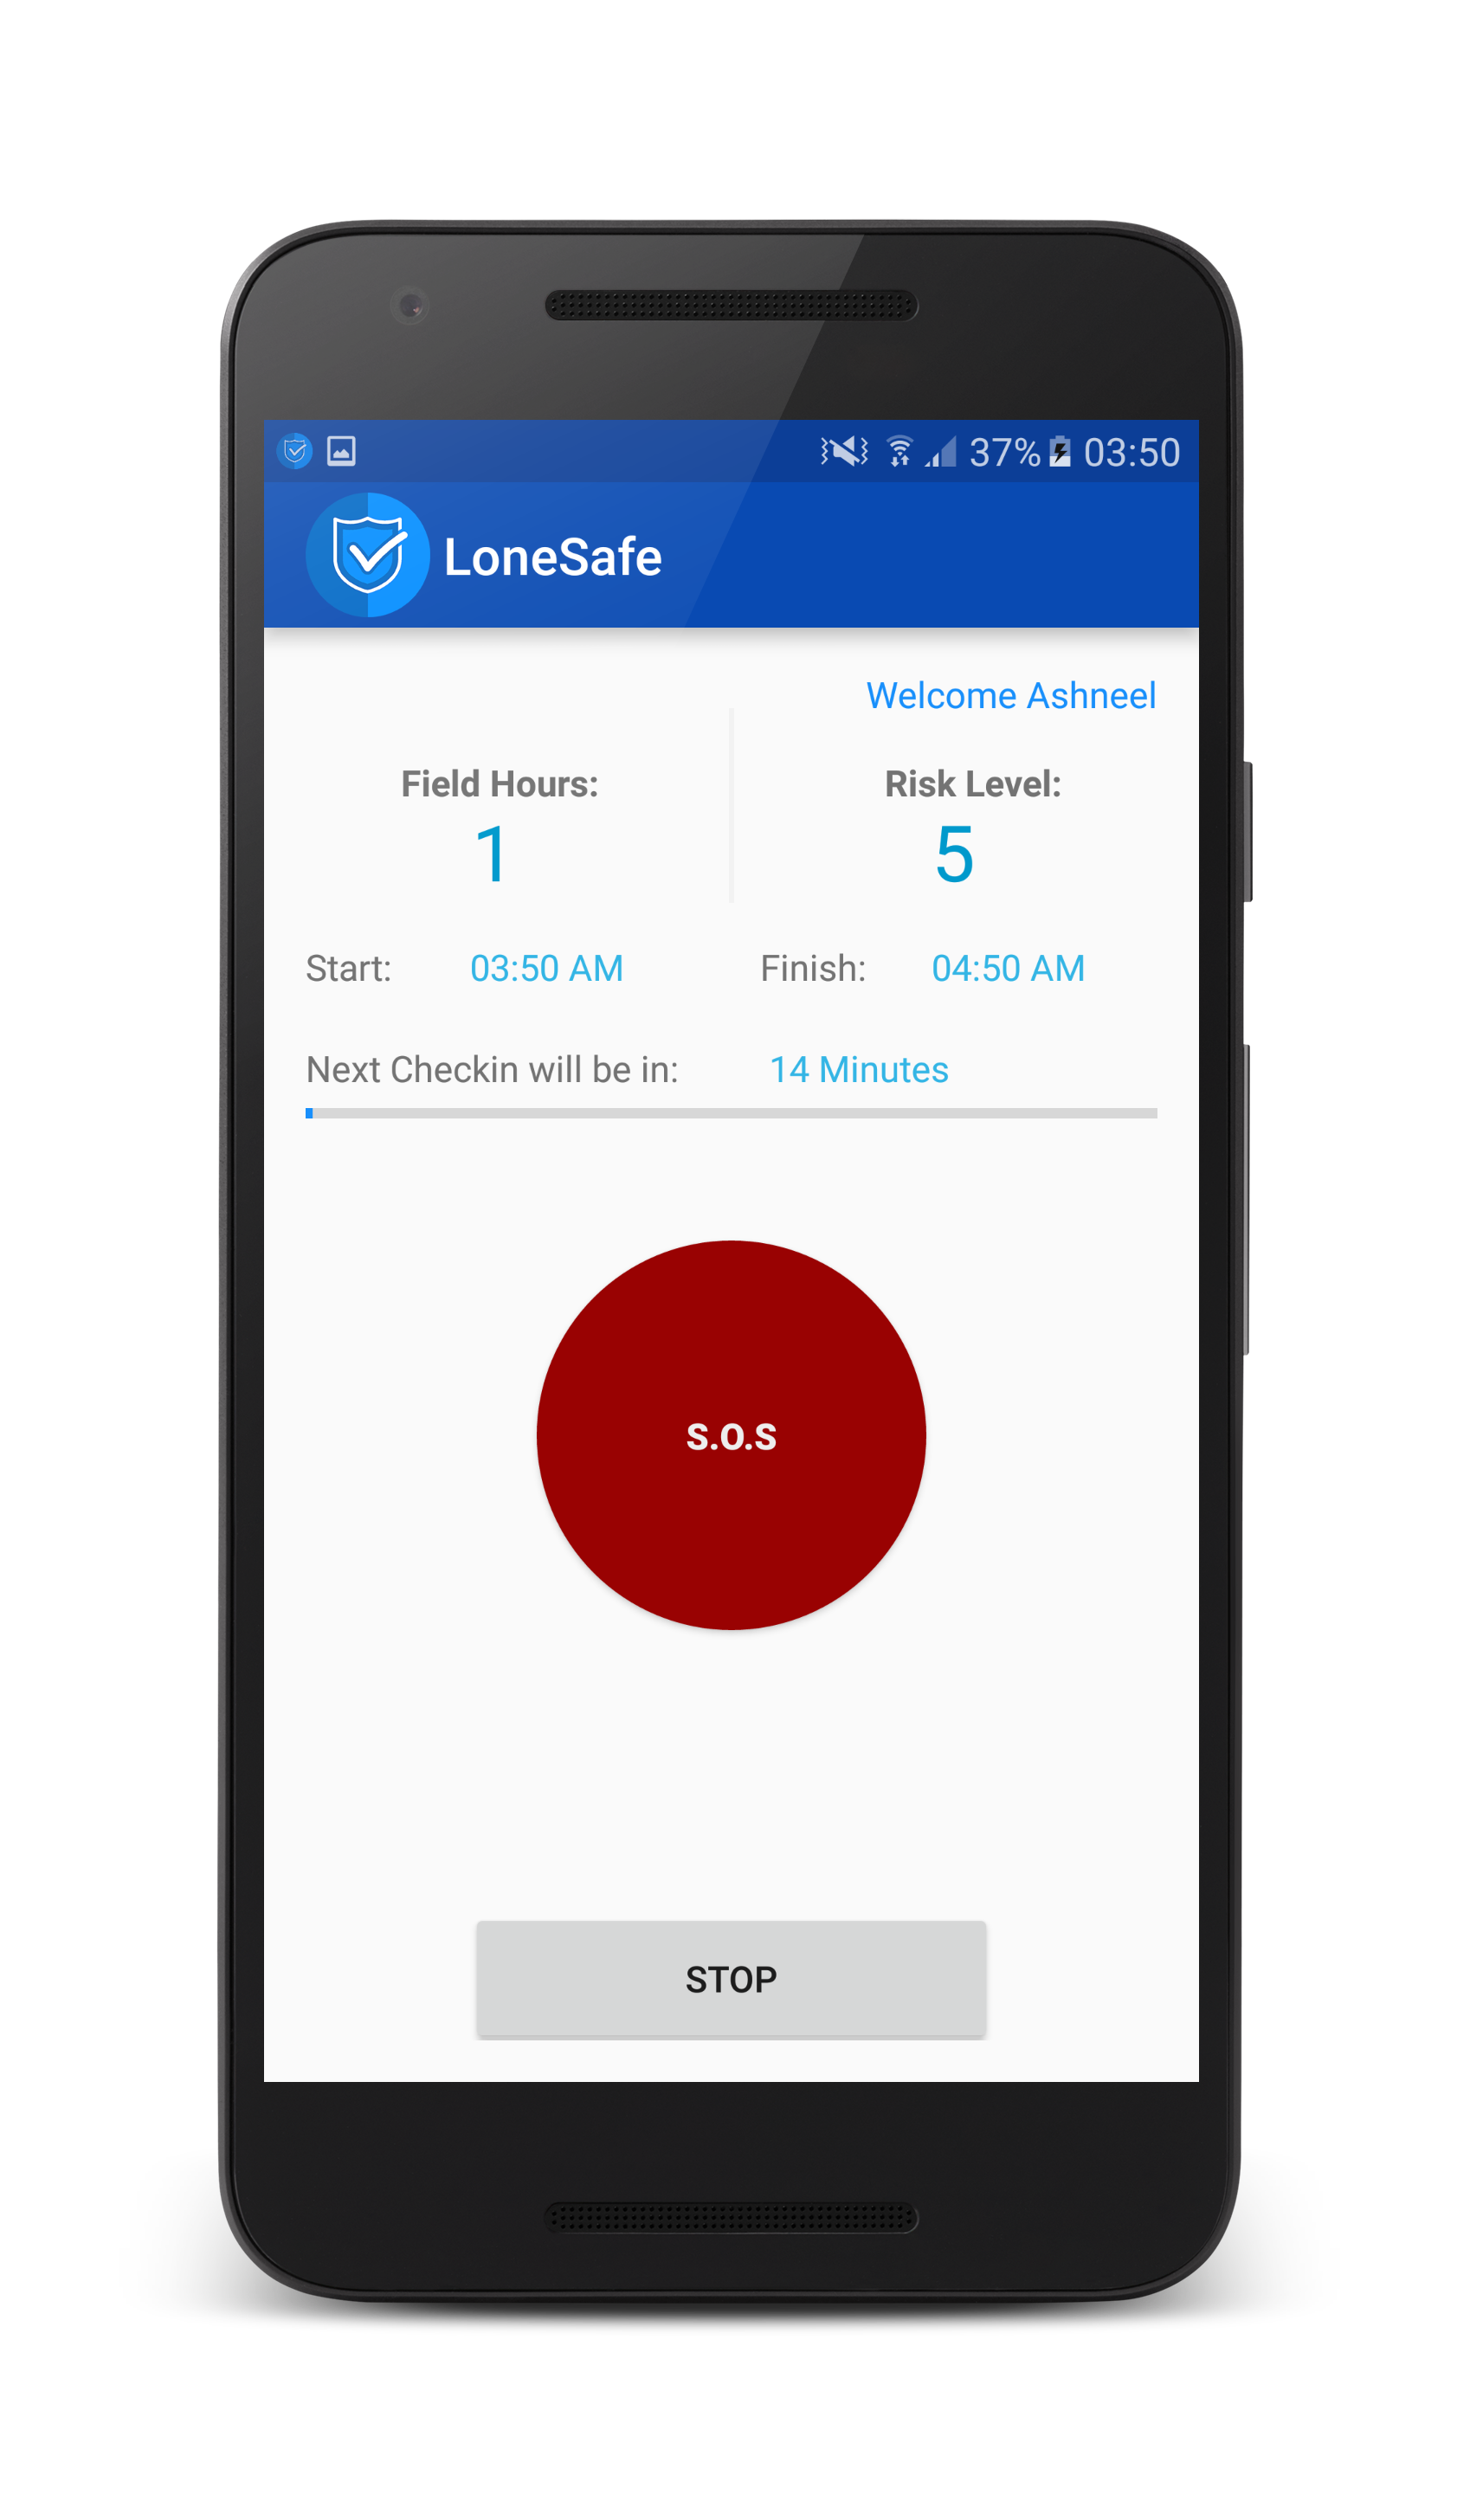 37% 03:50
LoneSafe
Welcome Ashneel
Field Hours: Risk Level:
1 5
Start: 03:50 AM Finish: 04:50 AM
Next Checkin will be in: 14 Minutes
S.O.S
STOP